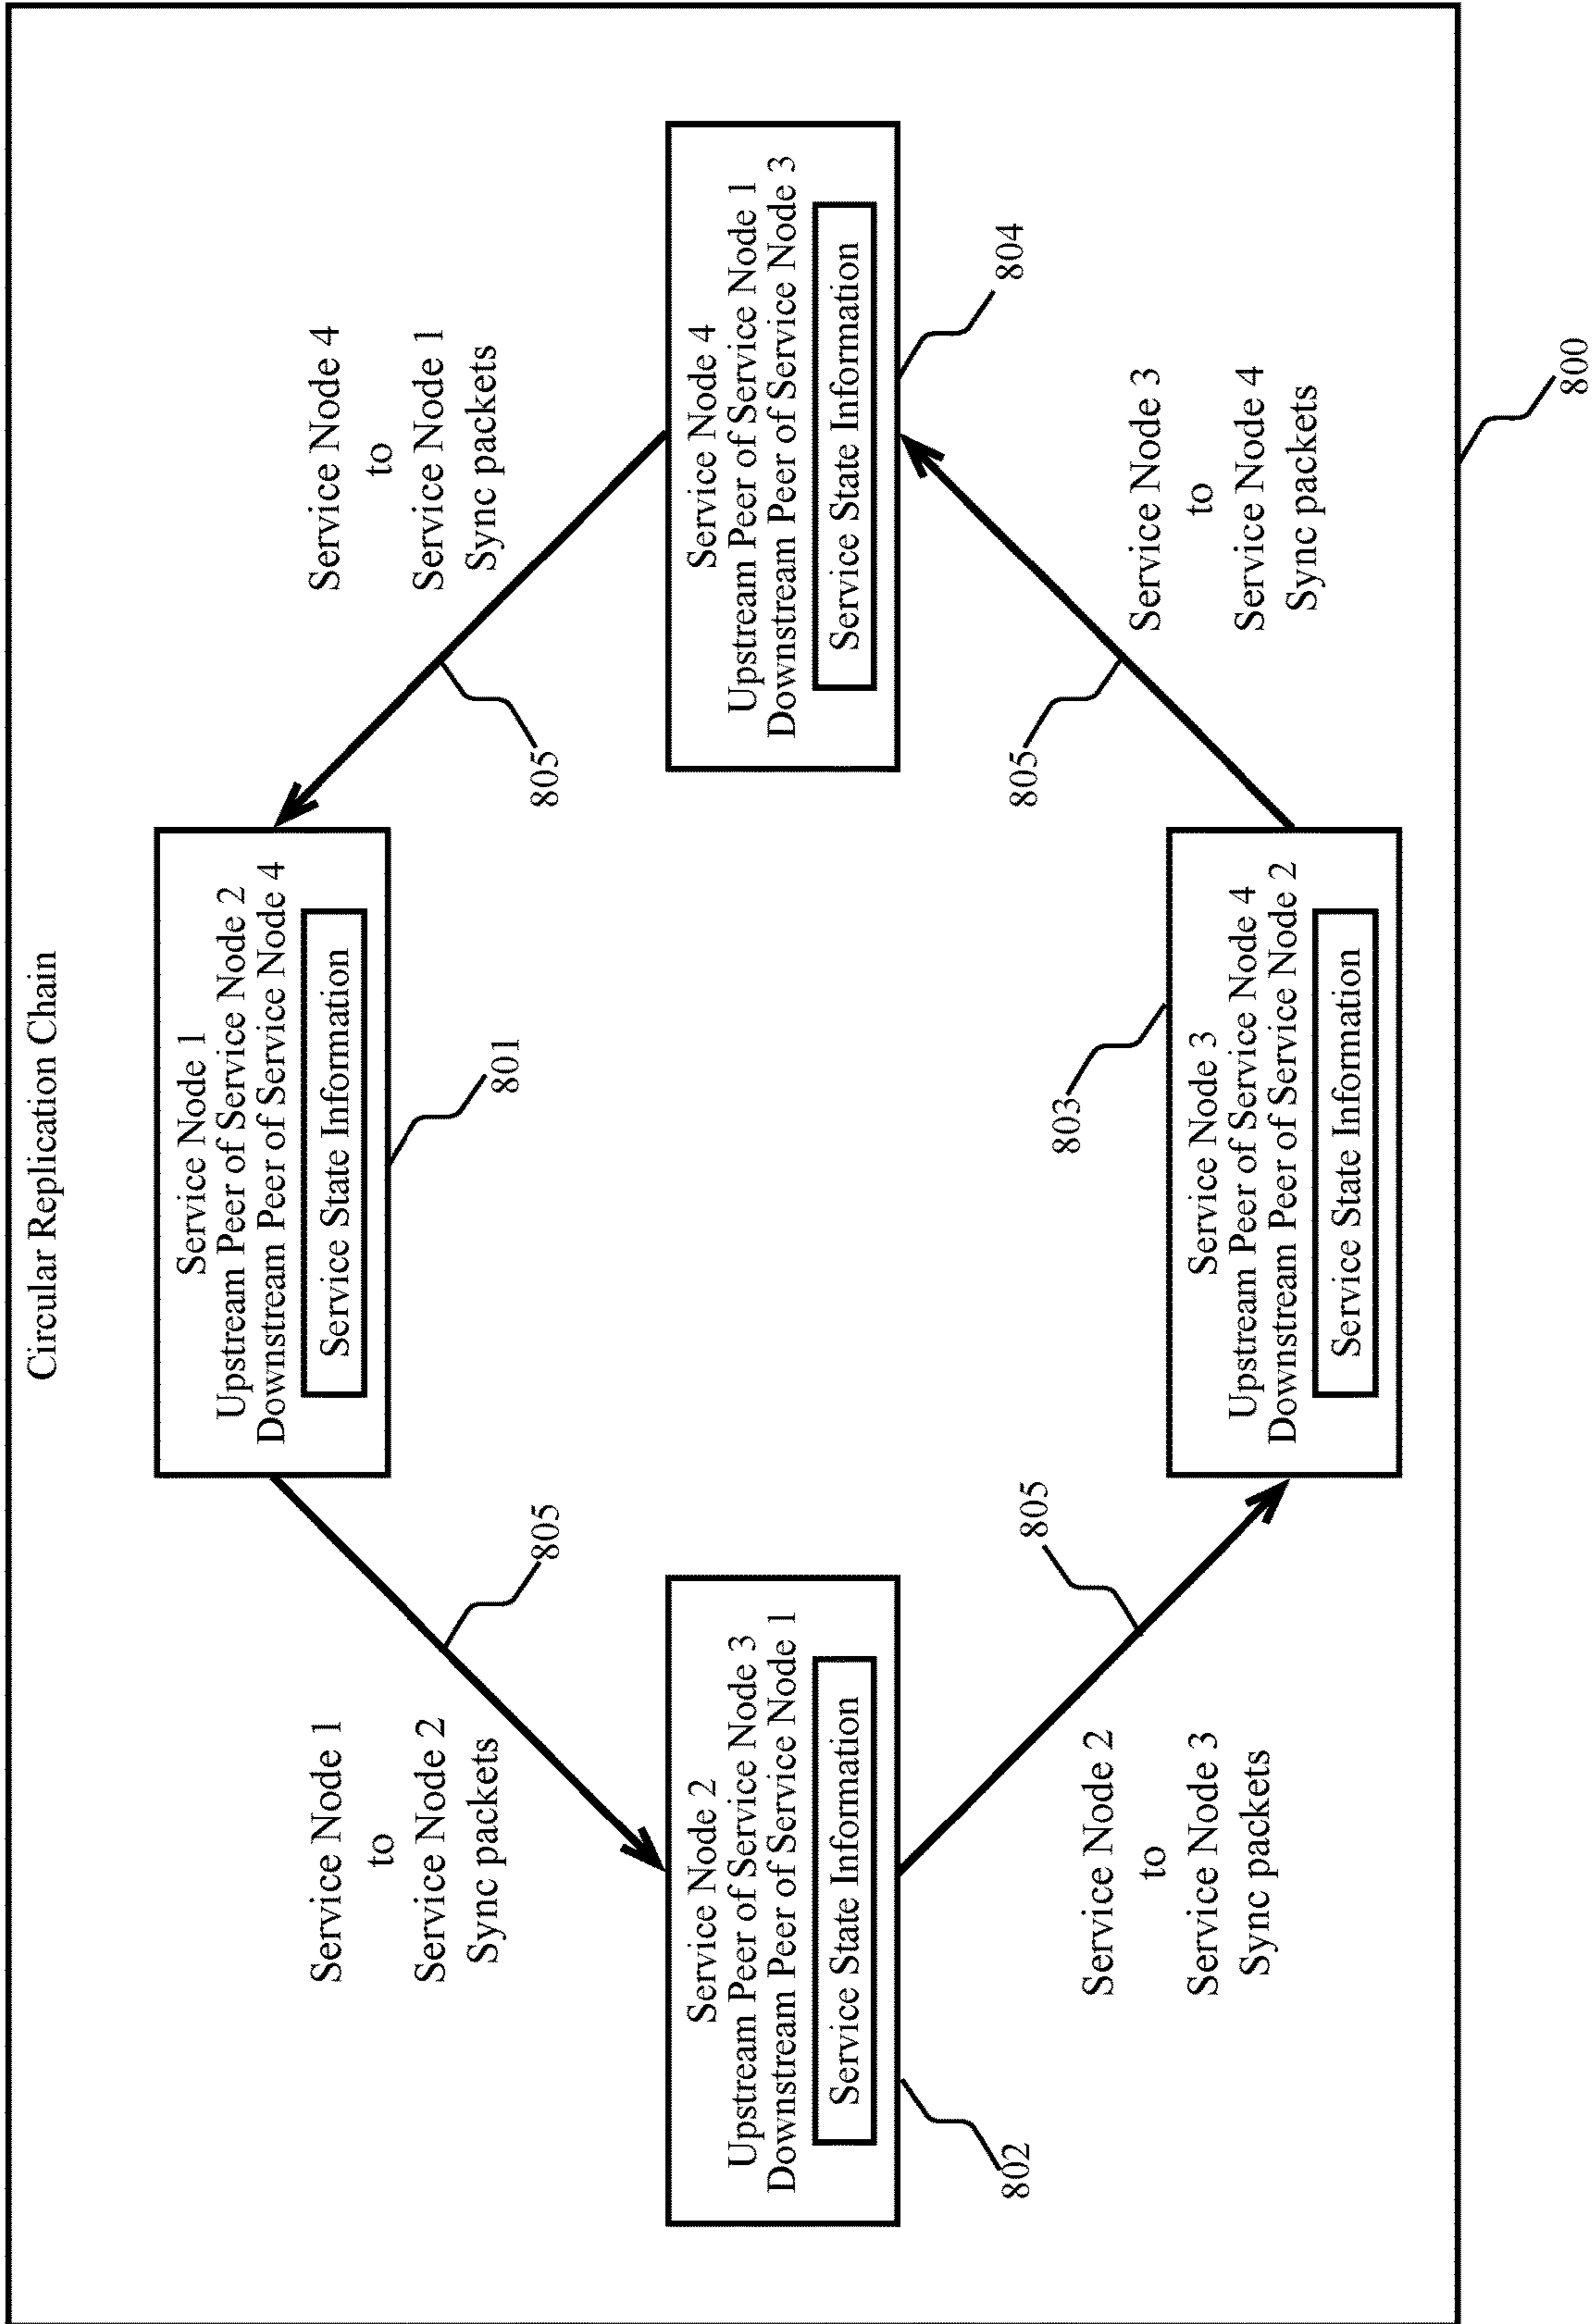 Circular Replication Chain
Service Node 1
Upstream Peer of Service Node 2
Downstream Peer of Service Node 4
Service State Information
801
Service Node 1
to
Service Node 2
Sync packets
805
Service Node 4
to
Service Node 1
Sync packets
805
Service Node 2
Upstream Peer of Service Node 3
Downstream Peer of Service Node 1
Service State Information
802
Service Node 4
Upstream Peer of Service Node 1
Downstream Peer of Service Node 3
Service State Information
804
Service Node 2
to
Service Node 3
Sync packets
805
Service Node 3
to
Service Node 4
Sync packets
805
803
Service Node 3
Upstream Peer of Service Node 4
Downstream Peer of Service Node 2
Service State Information
800